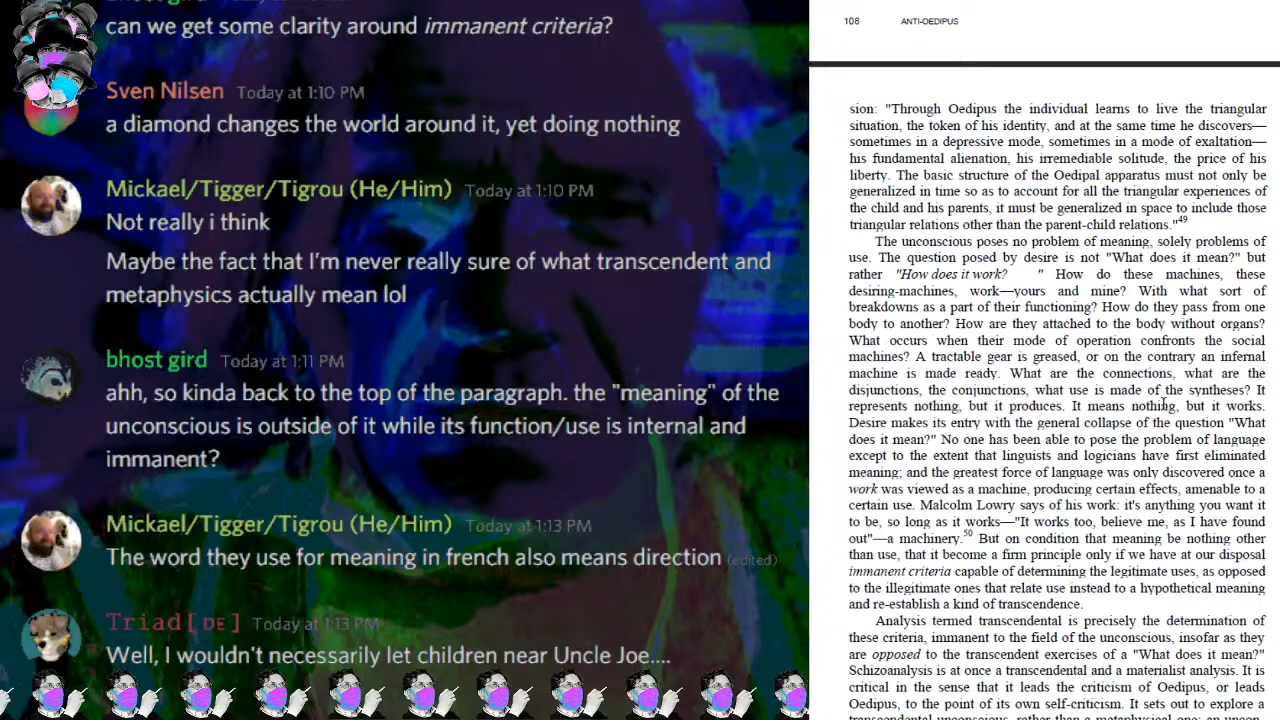 Today at
can we get some clarity around immanent criteria?
Sven Nilsen Today at 1:10 PM
a diamond changes the world around it, yet doing nothing
Mickael/Tigger/Tigrou (He/Him) Today at 1:10 PM
Not really i think
Maybe the fact that I'm never really sure of what transcendent and
metaphysics actually mean lol
bhost gird Today at 1:11 PM
ahh, so kinda back to the top of the paragraph. the "meaning" of the
unconscious is outside of it while its function/use is internal and
immanent?
Mickael/Tigger/Tigrou (He/Him) Today at 1:13 PM
The word they use for meaning in french also means direction (edited)
Triad[DE] Today at 1:13 PM
Well, I wouldn't necessarily let children near Uncle Joe....
108 ANTI-OEDIPUS
sion: "Through Oedipus the individual learns to live the triangular
situation, the token of his identity, and at the same time he discovers—
sometimes in a depressive mode, sometimes in a mode of exaltation—
his fundamental alienation, his irremediable solitude, the price of his
liberty. The basic structure of the Oedipal apparatus must not only be
generalized in time so as to account for all the triangular experiences of
the child and his parents, it must be generalized in space to include those
triangular relations other than the parent-child relations."49
The unconscious poses no problem of meaning, solely problems of
use. The question posed by desire is not "What does it mean?" but
rather "How does it work? " How do these machines, these
desiring-machines, work—yours and mine? With what sort of
breakdowns as a part of their functioning? How do they pass from one
body to another? How are they attached to the body without organs?
What occurs when their mode of operation confronts the social
machines? A tractable gear is greased, or on the contrary an infernal
machine is made ready. What are the connections, what are the
disjunctions, the conjunctions, what use is made of the syntheses? It
represents nothing, but it produces. It means nothing, but it works.
Desire makes its entry with the general collapse of the question "What
does it mean?" No one has been able to pose the problem of language
except to the extent that linguists and logicians have first eliminated
meaning; and the greatest force of language was only discovered once a
work was viewed as a machine, producing certain effects, amenable to a
certain use. Malcolm Lowry says of his work: it's anything you want it
to be, so long as it works—"It works too, believe me, as I have found
out"—a machinery.50 But on condition that meaning be nothing other
than use, that it become a firm principle only if we have at our disposal
immanent criteria capable of determining the legitimate uses, as opposed
to the illegitimate ones that relate use instead to a hypothetical meaning
and re-establish a kind of transcendence.
Analysis termed transcendental is precisely the determination of
these criteria, immanent to the field of the unconscious, insofar as they
are opposed to the transcendent exercises of a "What does it mean?"
Schizoanalysis is at once a transcendental and a materialist analysis. It is
critical in the sense that it leads the criticism of Oedipus, or leads
Oedipus, to the point of its own self-criticism. It sets out to explore a
transcendental unconscious, rather than a metaphysical one; an uncon-